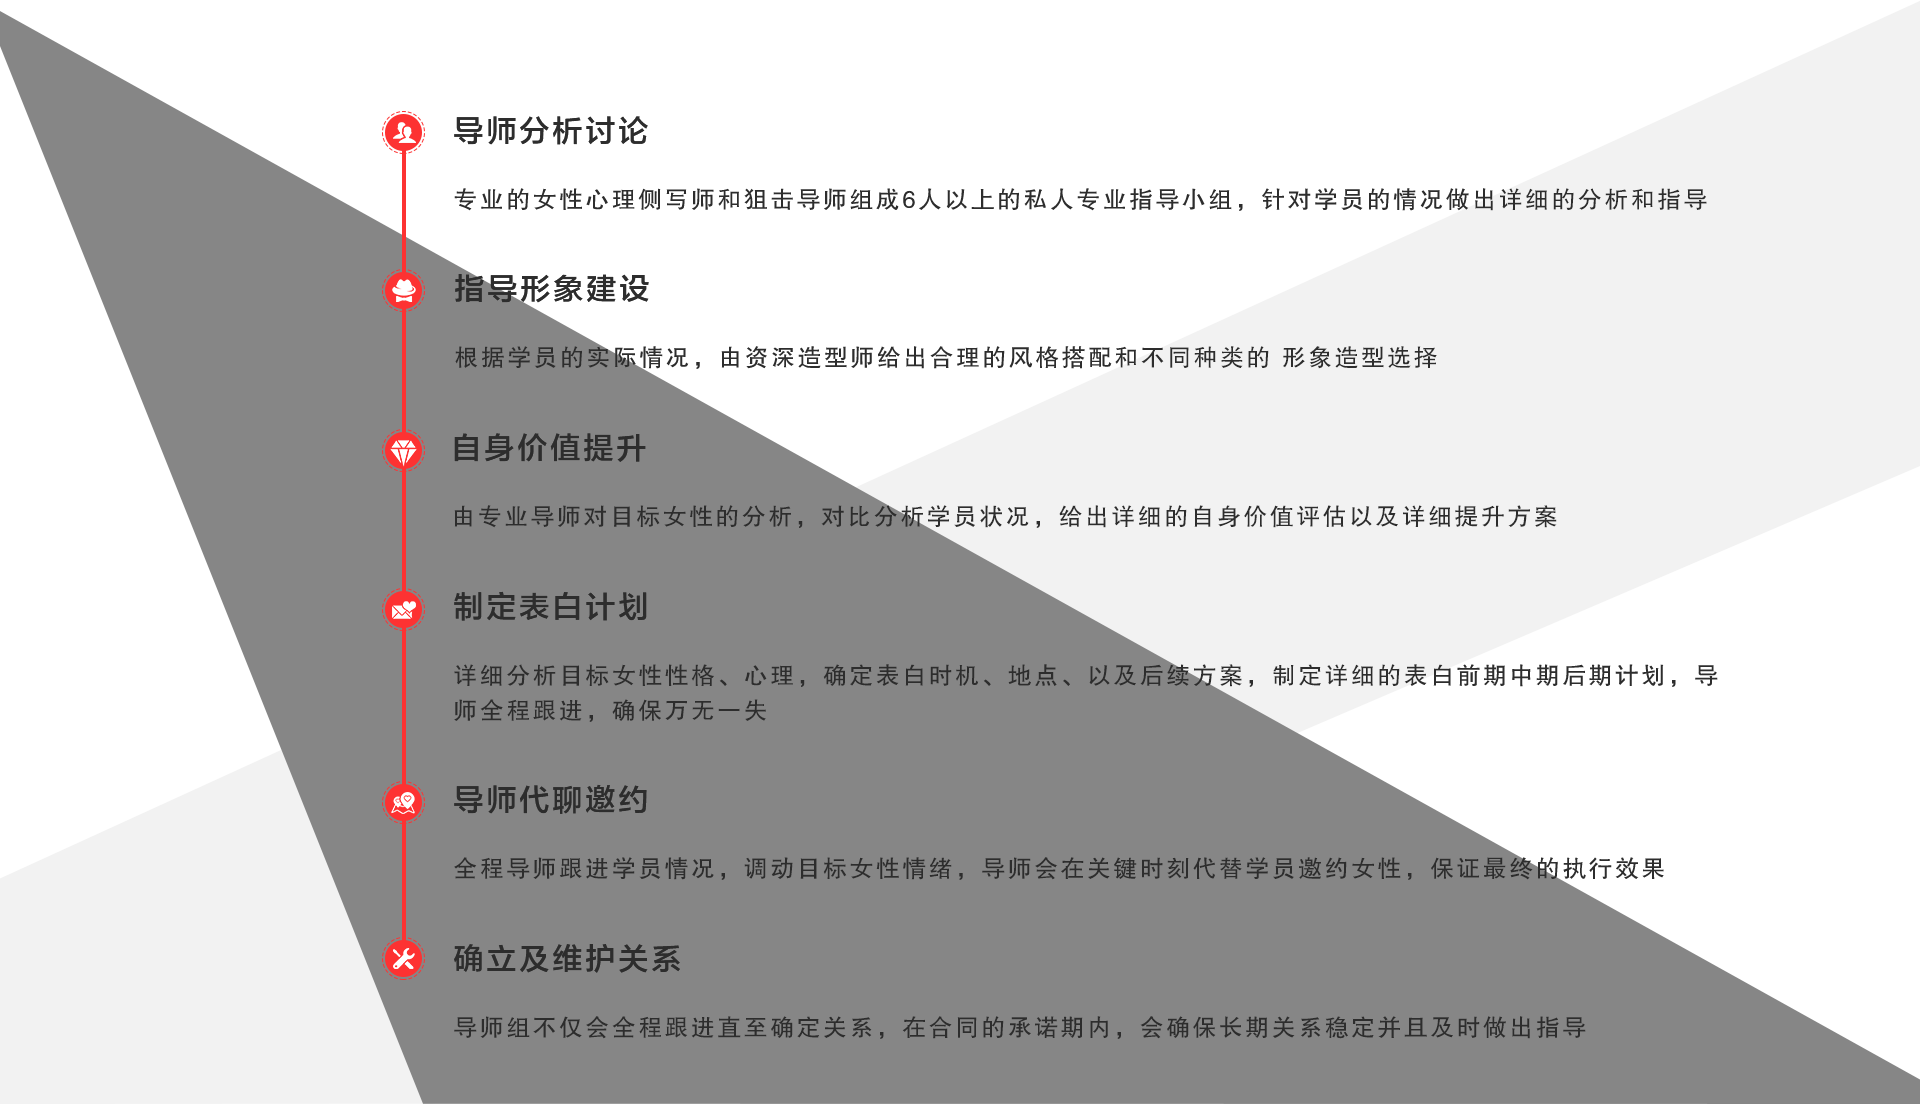 导师分析讨论
专业的女性心理侧写师和狙击导师组成6人以上的私人专业指导小组，针对学员的情况做出详细的分析和指导
指导形象建设
根据学员的实际情况，由资深造型师给出合理的风格搭配和不同种类的 形象造型选择
自身价值提升
由专业导师对目标女性的分析，对比分析学员状况，给出详细的自身价值评估以及详细提升方案
制定表白计划
详细分析目标女性性格、心理，确定表白时机、地点、以及后续方案，制定详细的表白前期中期后期计划，导
师全程跟进，确保万无一失
导师代聊邀约
全程导师跟进学员情况，调动目标女性情绪，导师会在关键时刻代替学员邀约女性，保证最终的执行效果
确立及维护关系
导师组不仅会全程跟进直至确定关系，在合同的承诺期内，会确保长期关系稳定并且及时做出指导